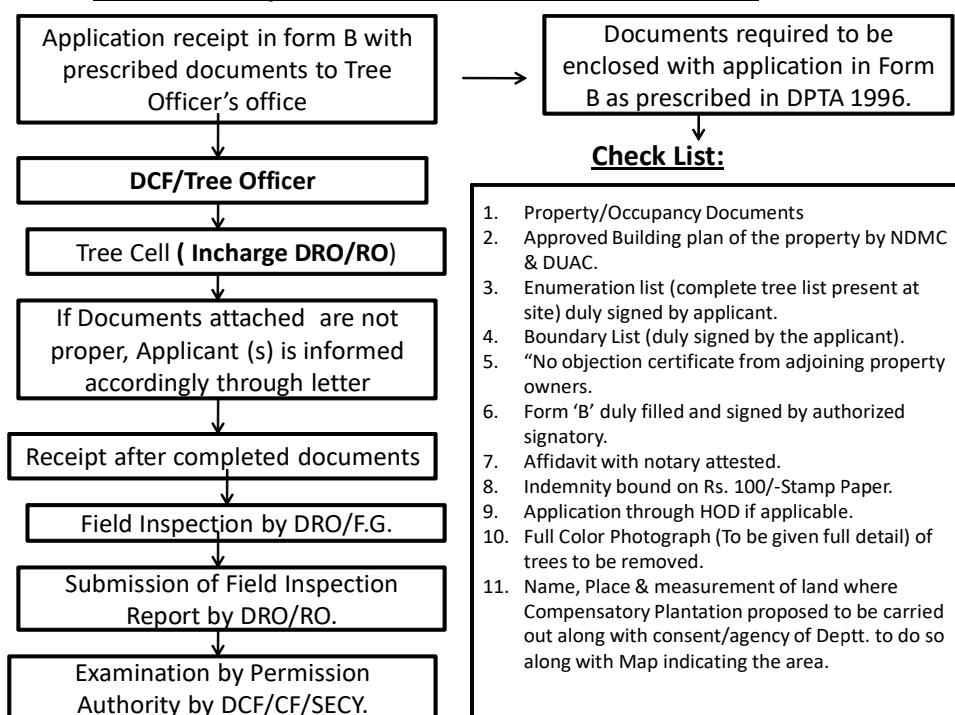 Application receipt in form B with
prescribed documents to Tree
Officer's office
Documents required to be
enclosed with application in Form
B as prescribed in DPTA 1996.
DCF/Tree Officer
Tree Cell ( Incharge DRO/RO)
If Documents attached are not
proper, Applicant (s) is informed
accordingly through letter
Receipt after completed documents
Field Inspection by DRO/F.G.
Submission of Field Inspection
Report by DRO/RO.
Examination by Permission
Authority by DCF/CF/SECY.
Check List:
1. Property/Occupancy Documents
2. Approved Building plan of the property by NDMC
& DUAC.
3. Enumeration list (complete tree list present at
site) duly signed by applicant.
4. Boundary List (duly signed by the applicant).
5. “No objection certificate from adjoining property
owners.
6. Form ‘B’ duly filled and signed by authorized
signatory.
7. Affidavit with notary attested.
8. Indemnity bound on Rs. 100/-Stamp Paper.
9. Application through HOD if applicable.
10. Full Color Photograph (To be given full detail) of
trees to be removed.
11. Name, Place & measurement of land where
Compensatory Plantation proposed to be carried
out along with consent/agency of Deptt. to do so
along with Map indicating the area.